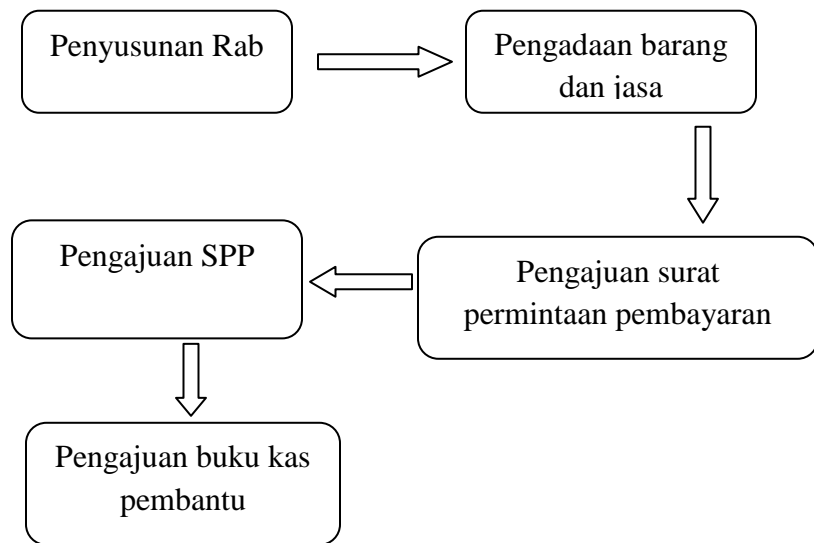 Penyusunan Rab
Pengadaan barang
dan jasa
Pengajuan surat
permintaan pembayaran
Pengajuan SPP
Pengajuan buku kas
pembantu